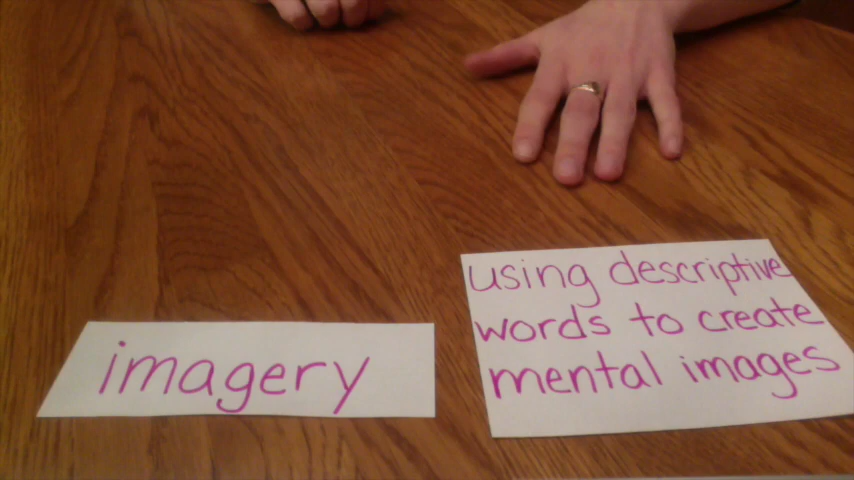 imagery
using descriptive
words to create
mental images